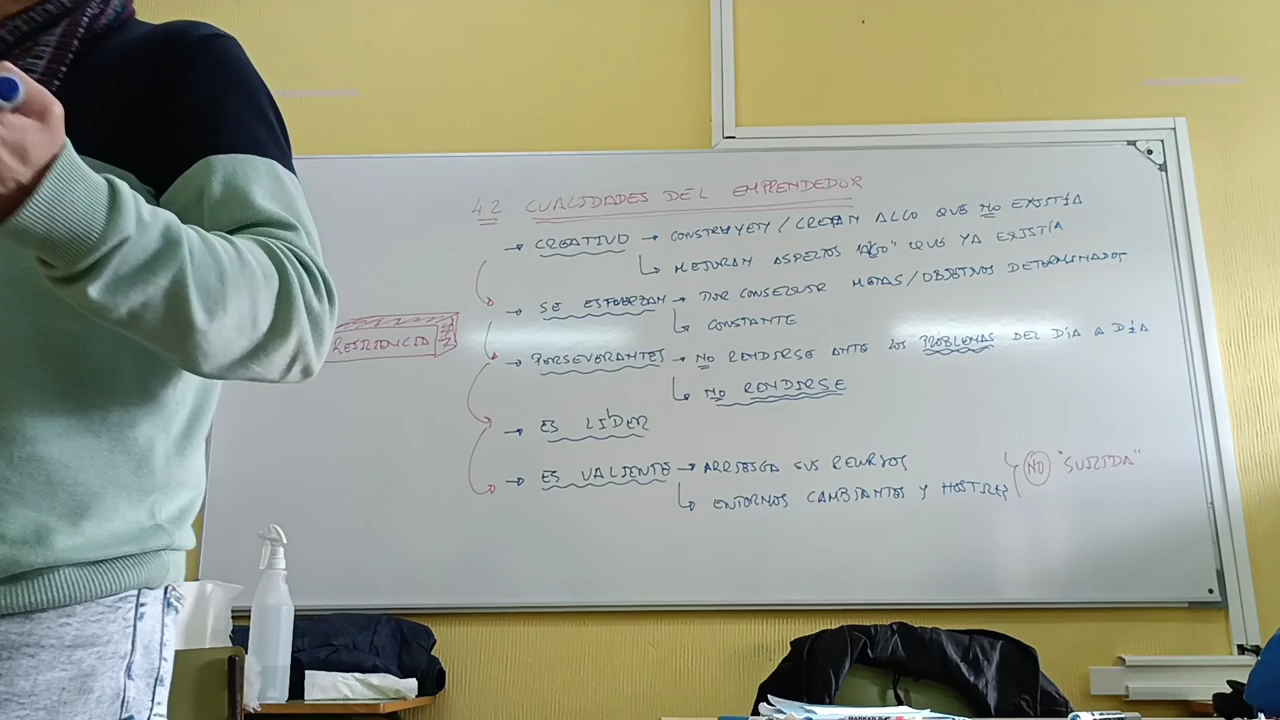 4.2 CUALIDADES DEL EMPRENDEDOR
→ CREATIVO → CONSTRUYEN / CREAN ALGO QUE NO EXISTÍA
↳ MEJORAN ASPECTOS "ALGO" QUE YA EXISTÍA
→ SE ESFUERZAN → POR CONSEGUIR METAS/OBJETIVOS DETERMINADOS
↳ CONSTANTE
RESILIENCIA
→ PERSEVERANTES → NO RENDIRSE ANTE LOS PROBLEMAS DEL DÍA A DÍA
↳ NO RENDIRSE
→ ES LÍDER
→ ES VALIENTE → ARRIESGA SUS RECURSOS
↳ ENTORNOS CAMBIANTES Y HOSTILES
NO